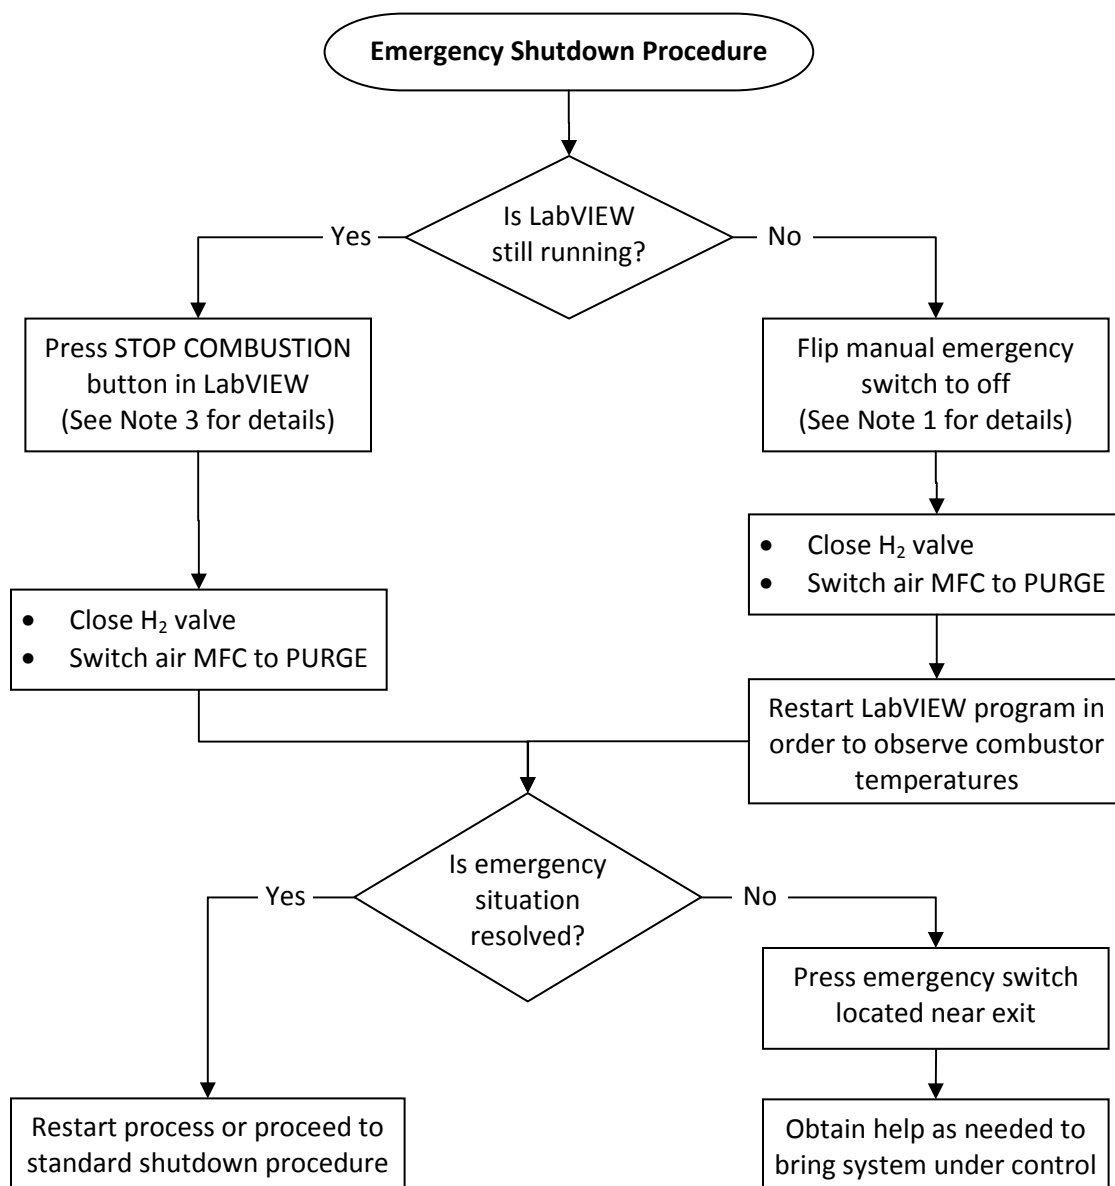 Emergency Shutdown Procedure
Is LabVIEW
still running?
Yes
No
Press STOP COMBUSTION
button in LabVIEW
(See Note 3 for details)
Flip manual emergency
switch to off
(See Note 1 for details)
• Close H₂ valve
• Switch air MFC to PURGE
• Close H₂ valve
• Switch air MFC to PURGE
Restart LabVIEW program in
order to observe combustor
temperatures
Is emergency
situation
resolved?
Yes
No
Press emergency switch
located near exit
Restart process or proceed to
standard shutdown procedure
Obtain help as needed to
bring system under control